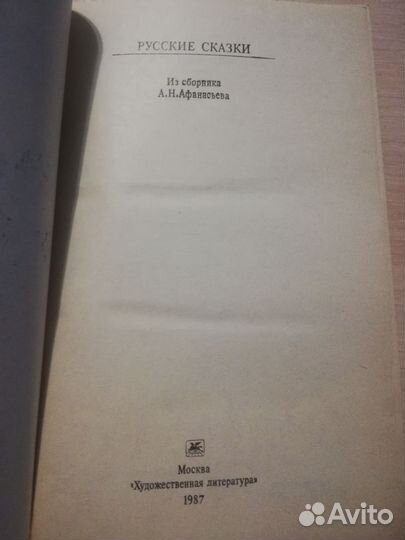 РУССКИЕ СКАЗКИ
Из сборника
А.Н.Афанасьева
Москва
«Художественная литература»
1987
Avito